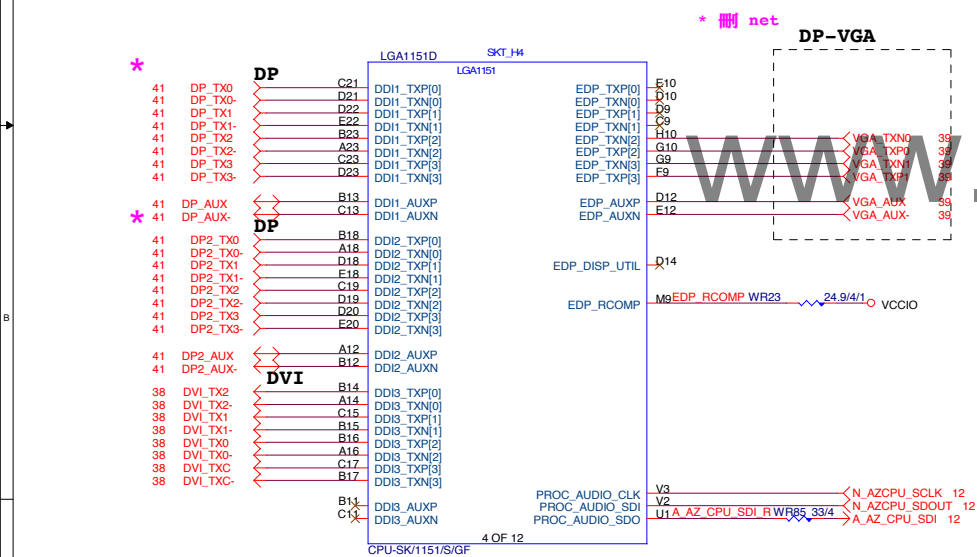 * 刪 net
DP-VGA
LGA1151D SKT_H4
LGA1151
*
DP
41 DP_TX0 C21 DDI1_TXP[0] EDP_TXP[0] E10
41 DP_TX0- D21 DDI1_TXN[0] EDP_TXN[0] D10
41 DP_TX1 D22 DDI1_TXP[1] EDP_TXP[1] D9
41 DP_TX1- E22 DDI1_TXN[1] EDP_TXN[1] C9
41 DP_TX2 B23 DDI1_TXP[2] EDP_TXN[2] H10 VGA_TXN0 39
41 DP_TX2- A23 DDI1_TXN[2] EDP_TXP[2] G10 VGA_TXP0 39
41 DP_TX3 C23 DDI1_TXP[3] EDP_TXN[3] G9 VGA_TXN1 39
41 DP_TX3- D23 DDI1_TXN[3] EDP_TXP[3] F9 VGA_TXP1 39
WWW.
41 DP_AUX B13 DDI1_AUXP EDP_AUXP D12 VGA_AUX 39
* 41 DP_AUX- C13 DDI1_AUXN EDP_AUXN E12 VGA_AUX- 39
DP
41 DP2_TX0 B18 DDI2_TXP[0]
41 DP2_TX0- A18 DDI2_TXN[0]
41 DP2_TX1 D18 DDI2_TXP[1] EDP_DISP_UTIL D14
41 DP2_TX1- E18 DDI2_TXN[1]
41 DP2_TX2 C19 DDI2_TXP[2]
41 DP2_TX2- D19 DDI2_TXN[2] EDP_RCOMP M9 EDP_RCOMP WR23 24.9/4/1 VCCIO
41 DP2_TX3 D20 DDI2_TXP[3]
41 DP2_TX3- E20 DDI2_TXN[3]
B
41 DP2_AUX A12 DDI2_AUXP
41 DP2_AUX- B12 DDI2_AUXN
DVI
38 DVI_TX2 B14 DDI3_TXP[0]
38 DVI_TX2- A14 DDI3_TXN[0]
38 DVI_TX1 C15 DDI3_TXP[1]
38 DVI_TX1- B15 DDI3_TXN[1]
38 DVI_TX0 B16 DDI3_TXP[2]
38 DVI_TX0- A16 DDI3_TXN[2]
38 DVI_TXC C17 DDI3_TXP[3]
38 DVI_TXC- B17 DDI3_TXN[3]
PROC_AUDIO_CLK V3 N_AZCPU_SCLK 12
B11 DDI3_AUXP PROC_AUDIO_SDI V2 N_AZCPU_SDOUT 12
C11 DDI3_AUXN PROC_AUDIO_SDO U1 A_AZ_CPU_SDI_R WR85 33/4 A_AZ_CPU_SDI 12
4 OF 12
CPU-SK/1151/S/GF